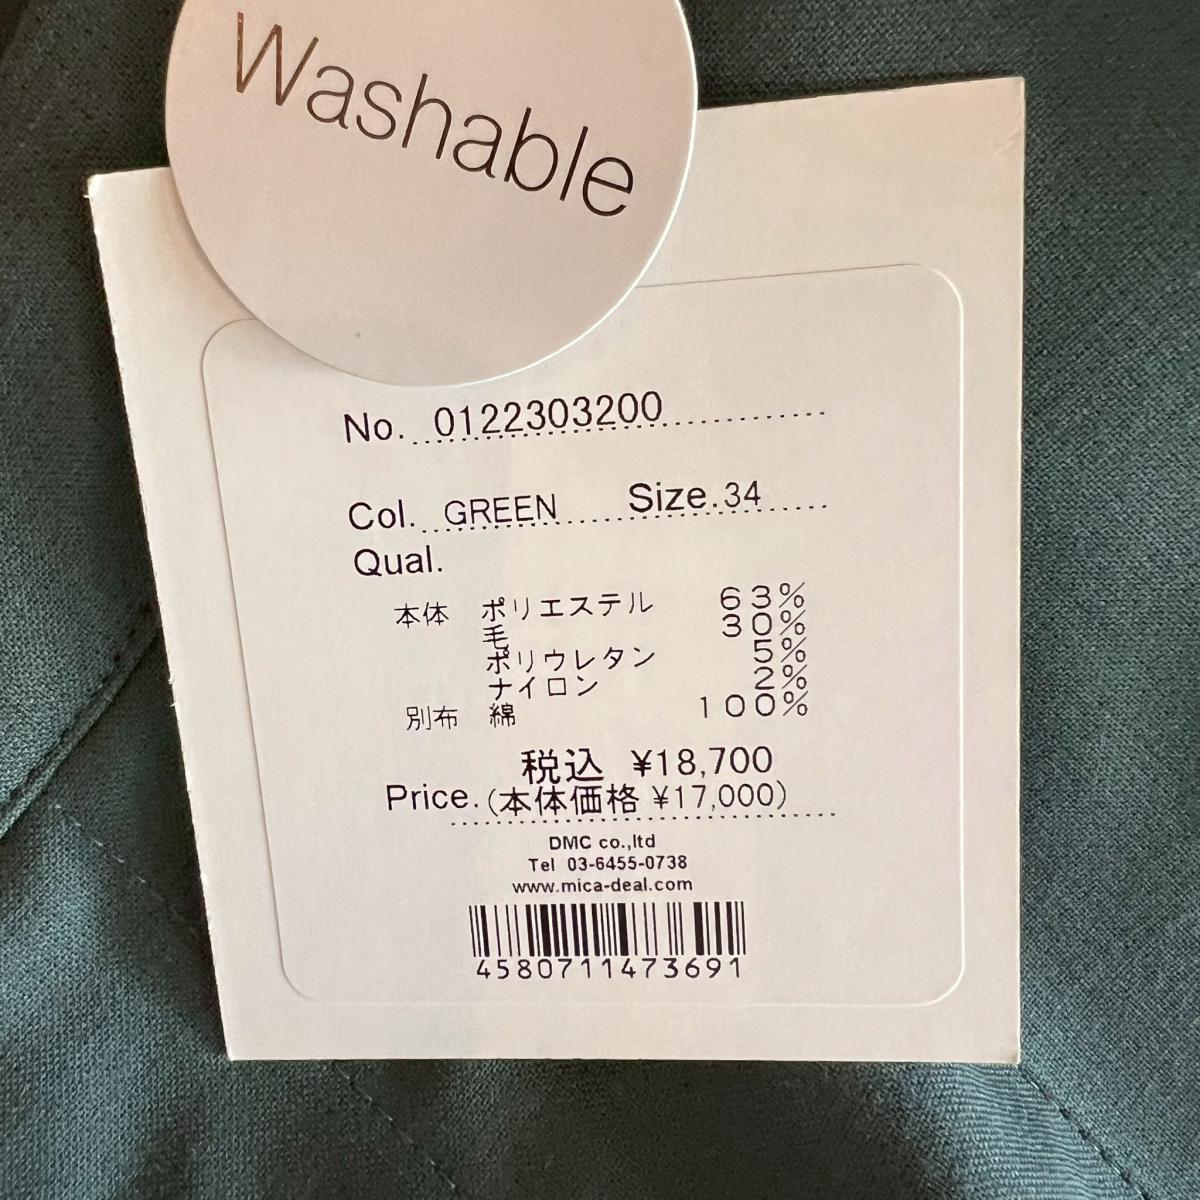 Washable
No. 0122303200
Col. GREEN Size.34
Qual.
本体 ポリエステル 63%
毛 30%
ポリウレタン 5%
ナイロン 2%
別布 綿 100%
税込 ¥18,700
Price.(本体価格 ¥17,000)
DMC co.,ltd
Tel 03-6455-0738
www.mica-deal.com
4580711473691